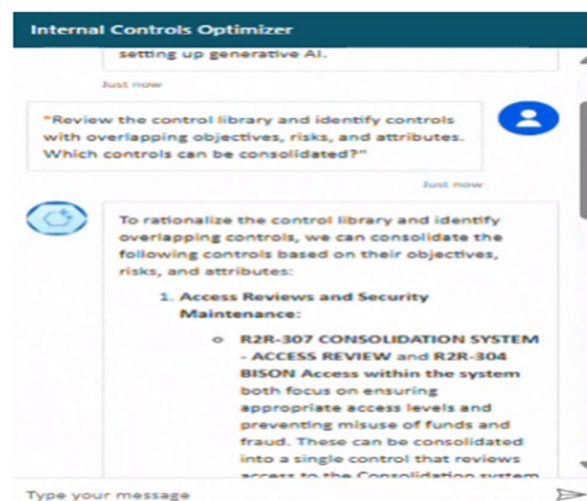 Internal Controls Optimizer
setting up generative AI.
Just now
"Review the control library and identify controls
with overlapping objectives, risks, and attributes.
Which controls can be consolidated?"
Just now
To rationalize the control library and identify
overlapping controls, we can consolidate the
following controls based on their objectives,
risks, and attributes:
1. Access Reviews and Security
Maintenance:
o R2R-307 CONSOLIDATION SYSTEM
- ACCESS REVIEW and R2R-304
BISON Access within the system
both focus on ensuring
appropriate access levels and
preventing misuse of funds and
fraud. These can be consolidated
into a single control that reviews
access to the Consolidation system
Type your message